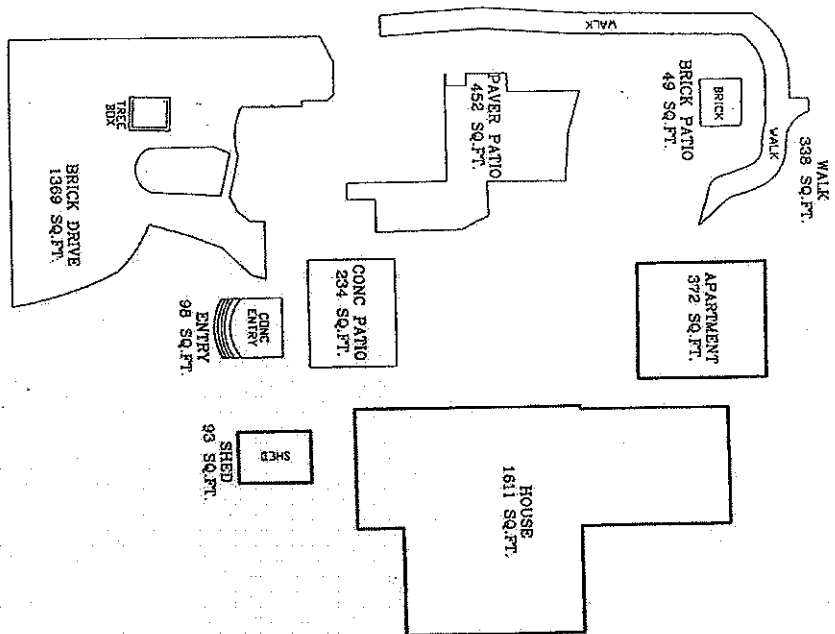 WALK
WALK
338 SQ.FT.
WALK
BRICK
BRICK PATIO
49 SQ.FT.
PAVER PATIO
452 SQ.FT.
TREE
BOX
BRICK DRIVE
1369 SQ.FT.
APARTMENT
372 SQ.FT.
CONC PATIO
234 SQ.FT.
CONC
ENTRY
ENTRY
98 SQ.FT.
HOUSE
1611 SQ.FT.
SHED
SHED
93 SQ.FT.